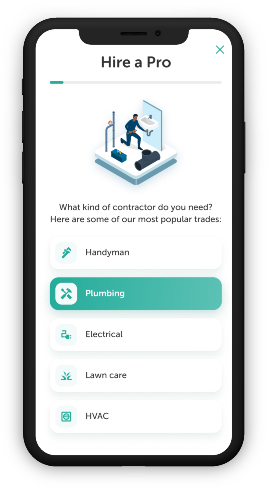 Hire a Pro
What kind of contractor do you need?
Here are some of our most popular trades:
Handyman
Plumbing
Electrical
Lawn care
HVAC